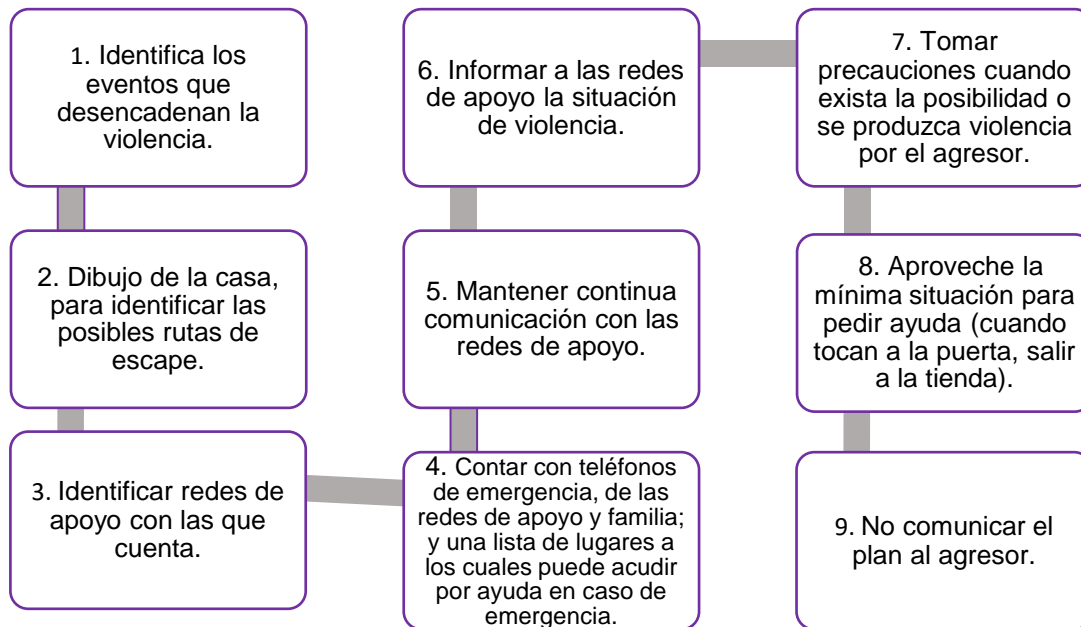 1. Identifica los
eventos que
desencadenan la
violencia.
2. Dibujo de la casa,
para identificar las
posibles rutas de
escape.
3. Identificar redes de
apoyo con las que
cuenta.
4. Contar con teléfonos
de emergencia, de las
redes de apoyo y familia;
y una lista de lugares a
los cuales puede acudir
por ayuda en caso de
emergencia.
5. Mantener continua
comunicación con las
redes de apoyo.
6. Informar a las redes
de apoyo la situación
de violencia.
7. Tomar
precauciones cuando
exista la posibilidad o
se produzca violencia
por el agresor.
8. Aproveche la
mínima situación para
pedir ayuda (cuando
tocan a la puerta, salir
a la tienda).
9. No comunicar el
plan al agresor.